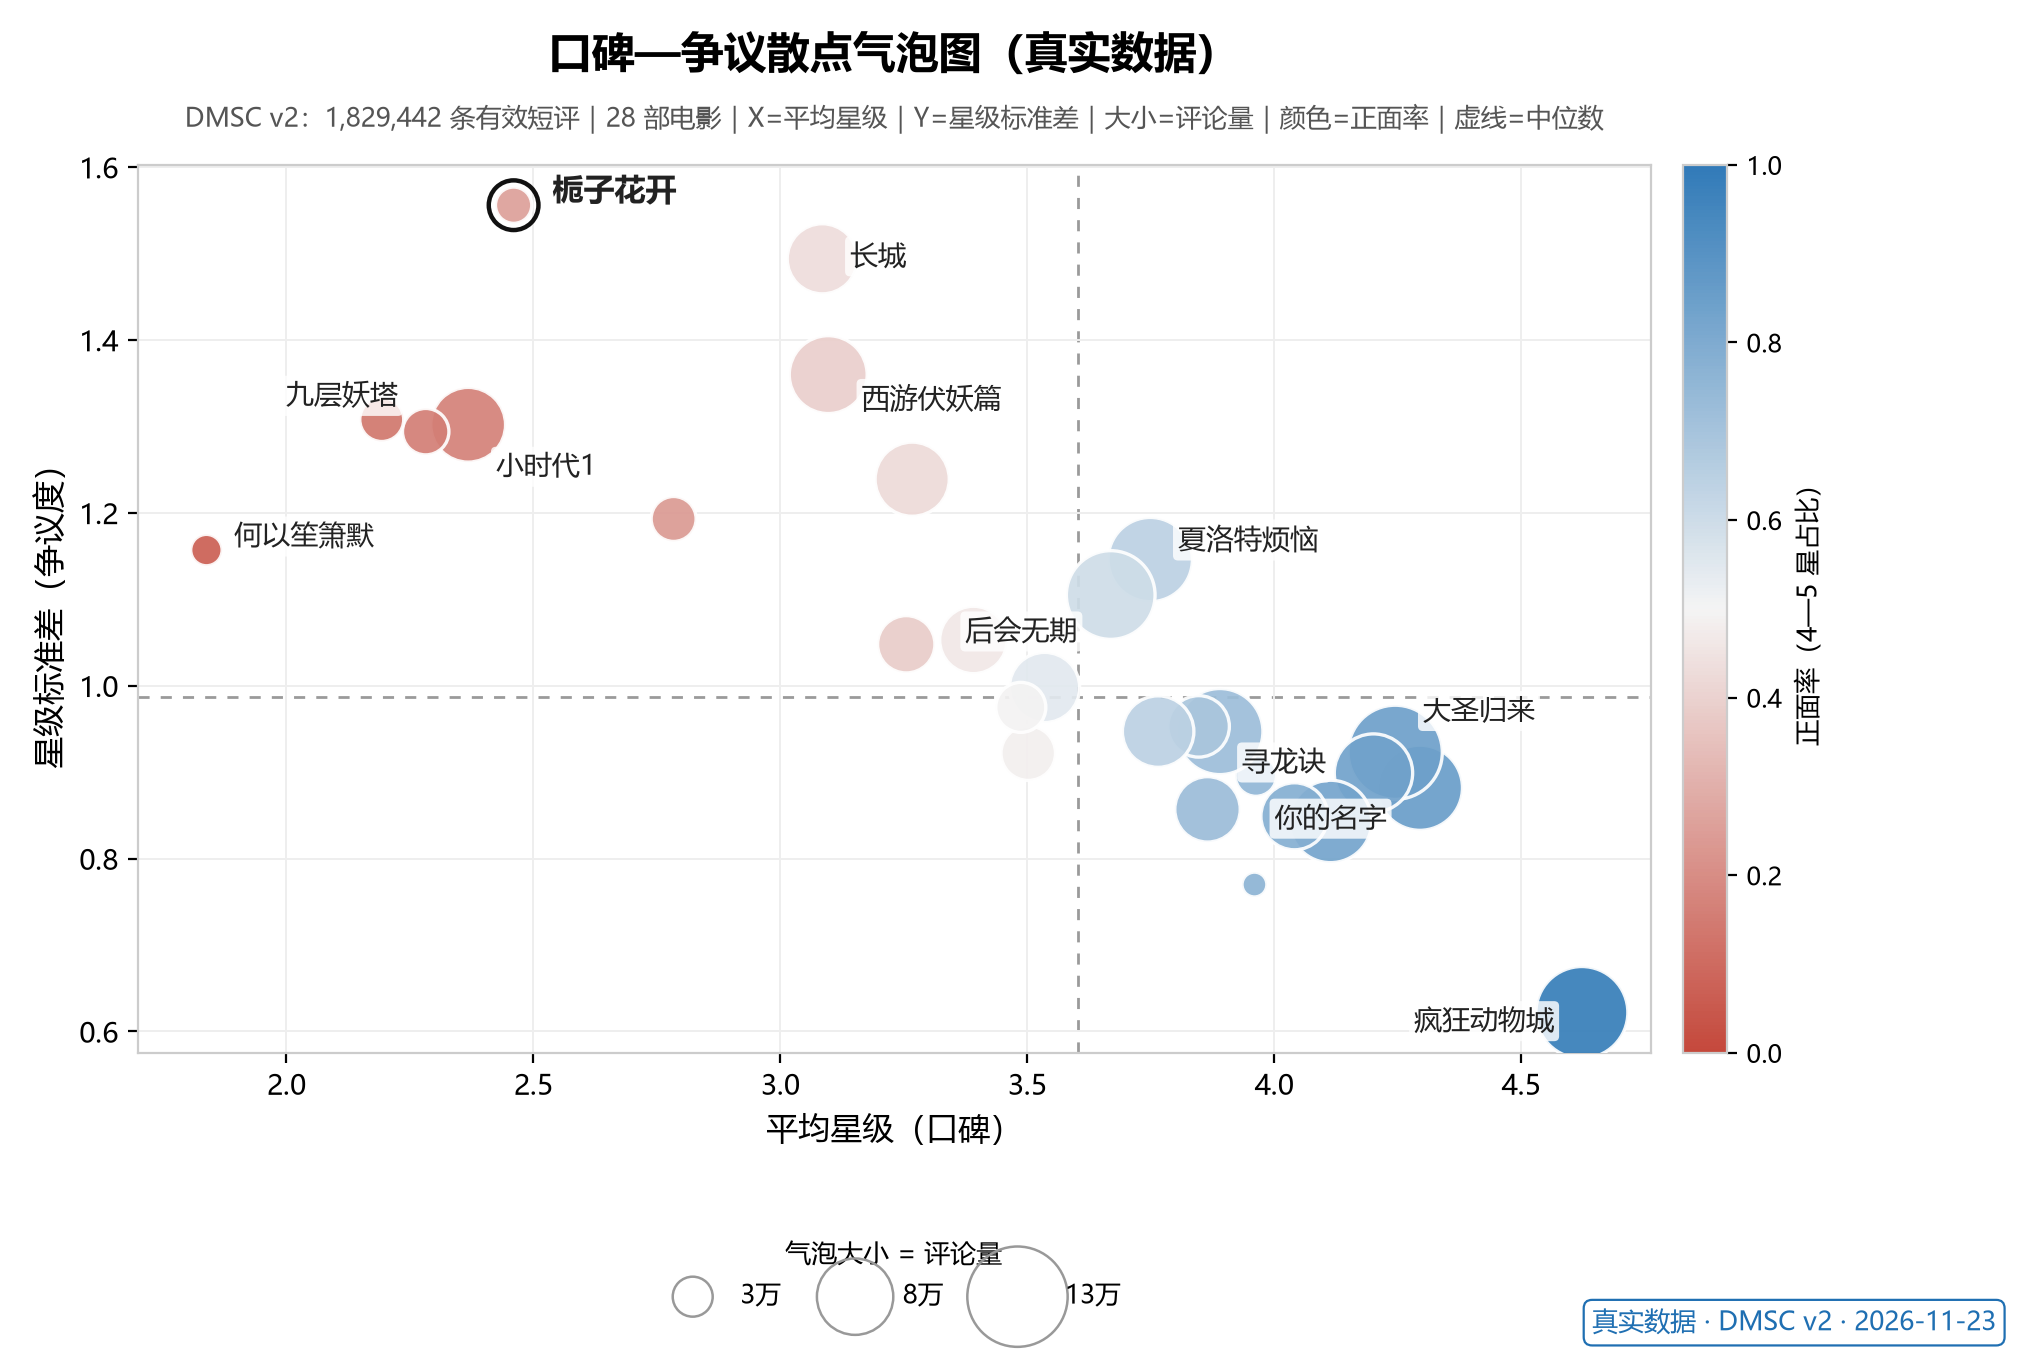 口碑—争议散点气泡图（真实数据）
DMSC v2：1,829,442 条有效短评 | 28 部电影 | X=平均星级 | Y=星级标准差 | 大小=评论量 | 颜色=正面率 | 虚线=中位数
1.6
1.4
1.2
1.0
0.8
0.6
星级标准差（争议度）
栀子花开
长城
九层妖塔
西游伏妖篇
小时代1
何以笙箫默
夏洛特烦恼
后会无期
大圣归来
寻龙诀
你的名字
疯狂动物城
2.0
2.5
3.0
3.5
4.0
4.5
平均星级（口碑）
1.0
0.8
0.6
0.4
0.2
0.0
正面率（4—5 星占比）
气泡大小 = 评论量
3万
8万
13万
真实数据 · DMSC v2 · 2026-11-23